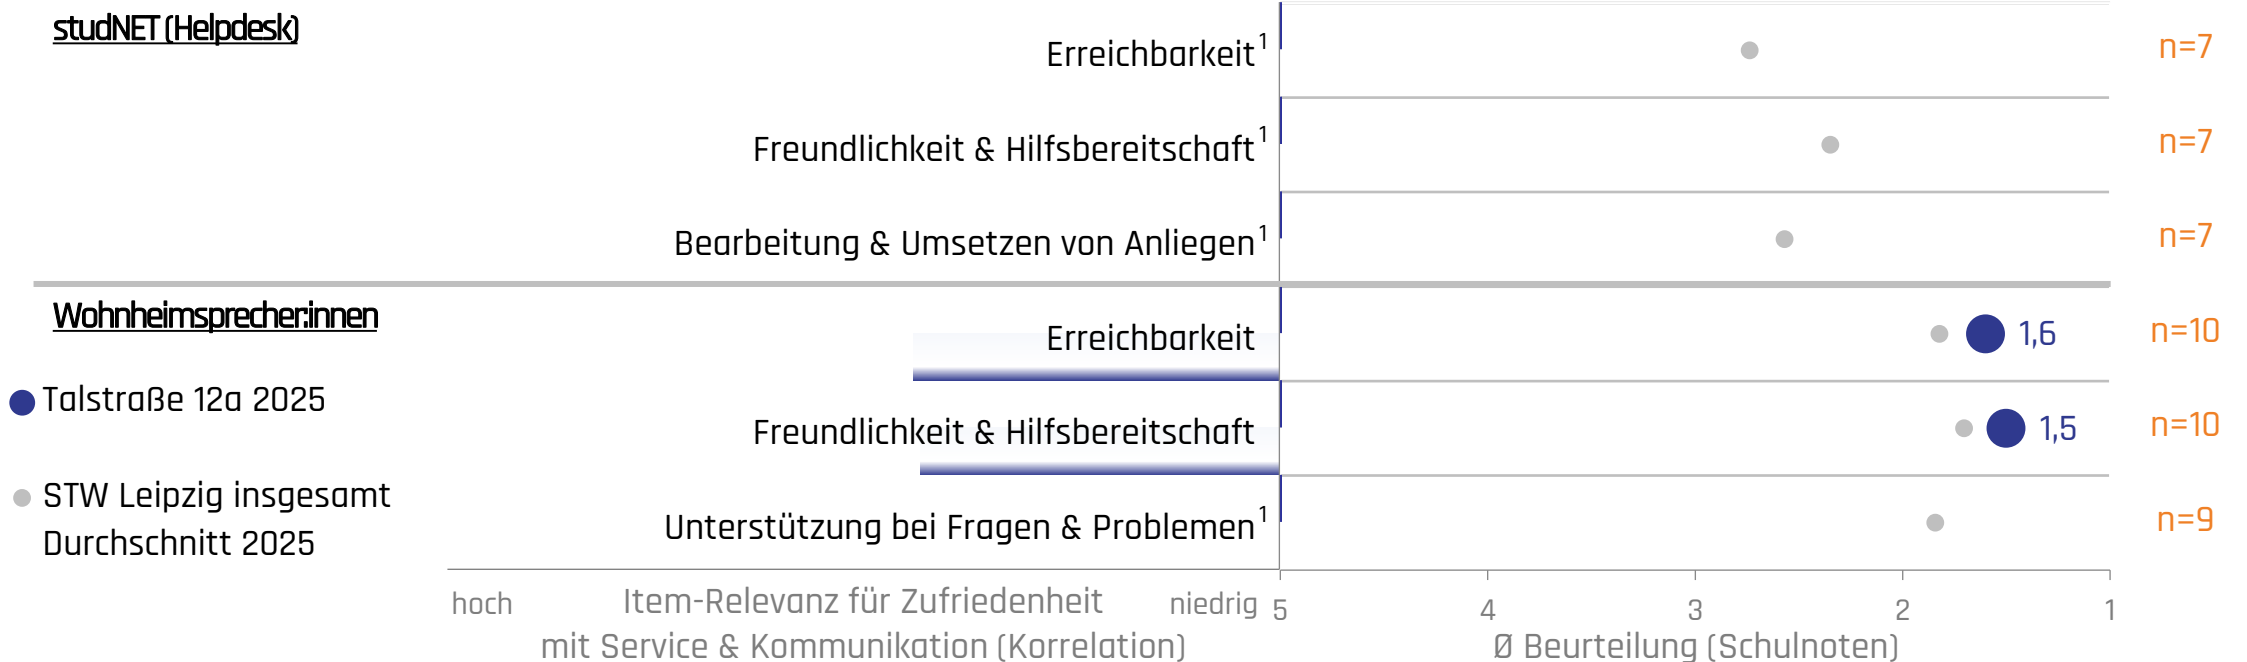 studNET (Helpdesk)
Erreichbarkeit¹
n=7
Freundlichkeit & Hilfsbereitschaft¹
n=7
Bearbeitung & Umsetzen von Anliegen¹
n=7
Wohnheimsprecher:innen
Erreichbarkeit
1,6
n=10
Talstraße 12a 2025
Freundlichkeit & Hilfsbereitschaft
1,5
n=10
STW Leipzig insgesamt
Durchschnitt 2025
Unterstützung bei Fragen & Problemen¹
n=9
hoch
Item-Relevanz für Zufriedenheit
mit Service & Kommunikation (Korrelation)
niedrig
5 4 3 2 1
Ø Beurteilung (Schulnoten)